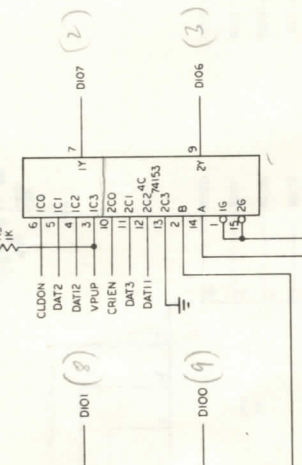 (2)
(3)
DIO7
DIO6
7
9
1Y
2Y
1C0
1C1
1C2
1C3
2C0
2C1
2C2
2C3
B
A
1G
2G
4C
74153
6
5
4
3
10
11
12
13
2
14
1
15
1K
CLDON
DAT2
DAT12
VPUP
CRIEN
DAT3
DAT11
DIO1
(8)
DIO0
(9)